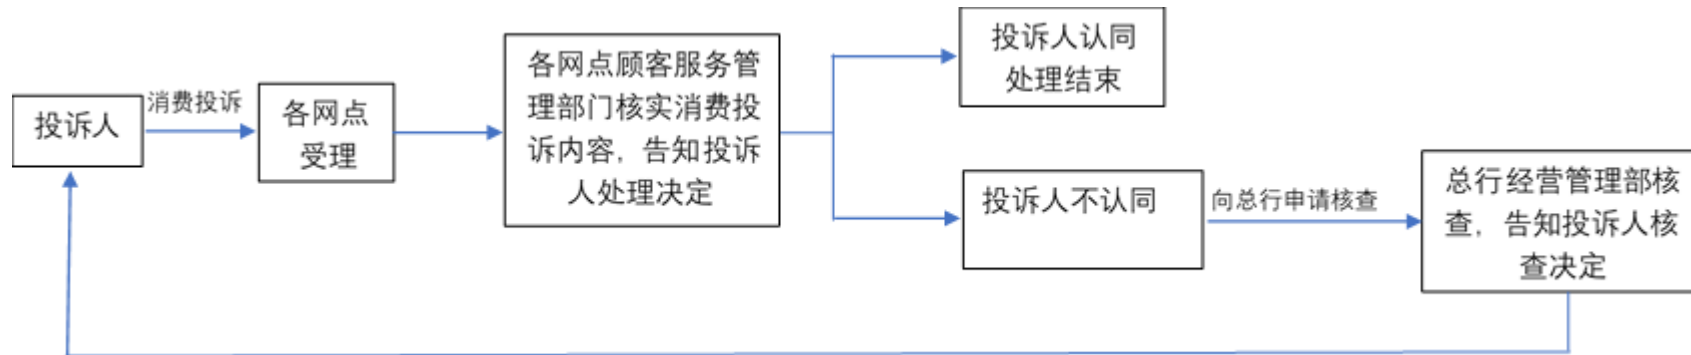 投诉人
消费投诉
各网点
受理
各网点顾客服务管
理部门核实消费投
诉内容，告知投诉
人处理决定
投诉人认同
处理结束
投诉人不认同
向总行申请核查
总行经营管理部核
查，告知投诉人核
查决定